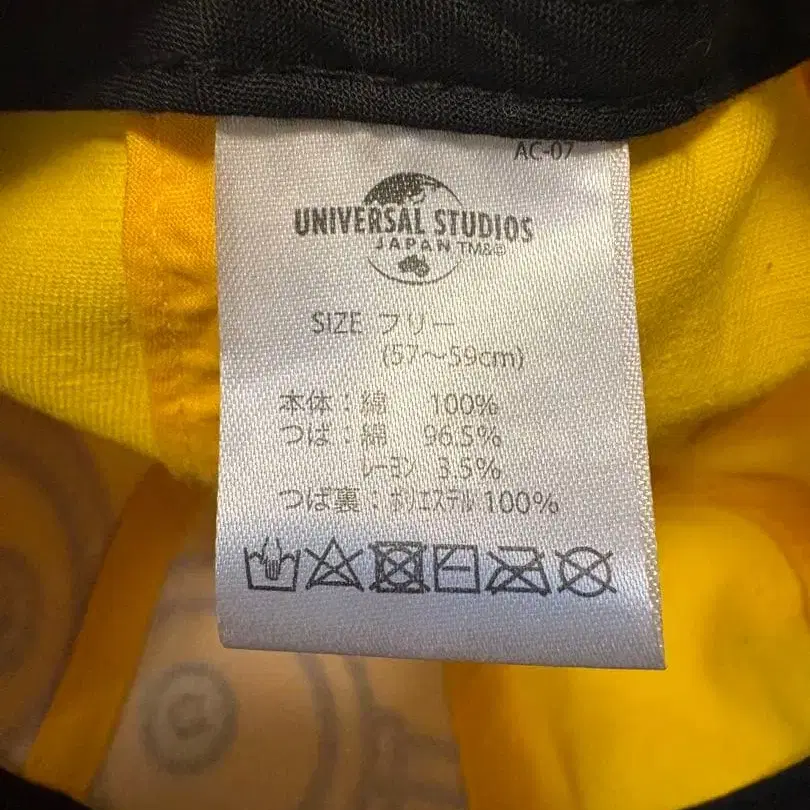 AC-07
UNIVERSAL STUDIOS
JAPAN TM&©
SIZE フリー
(57～59cm)
本体：綿 100%
つば：綿 96.5%
レーヨン 3.5%
つば裏：ポリエステル 100%